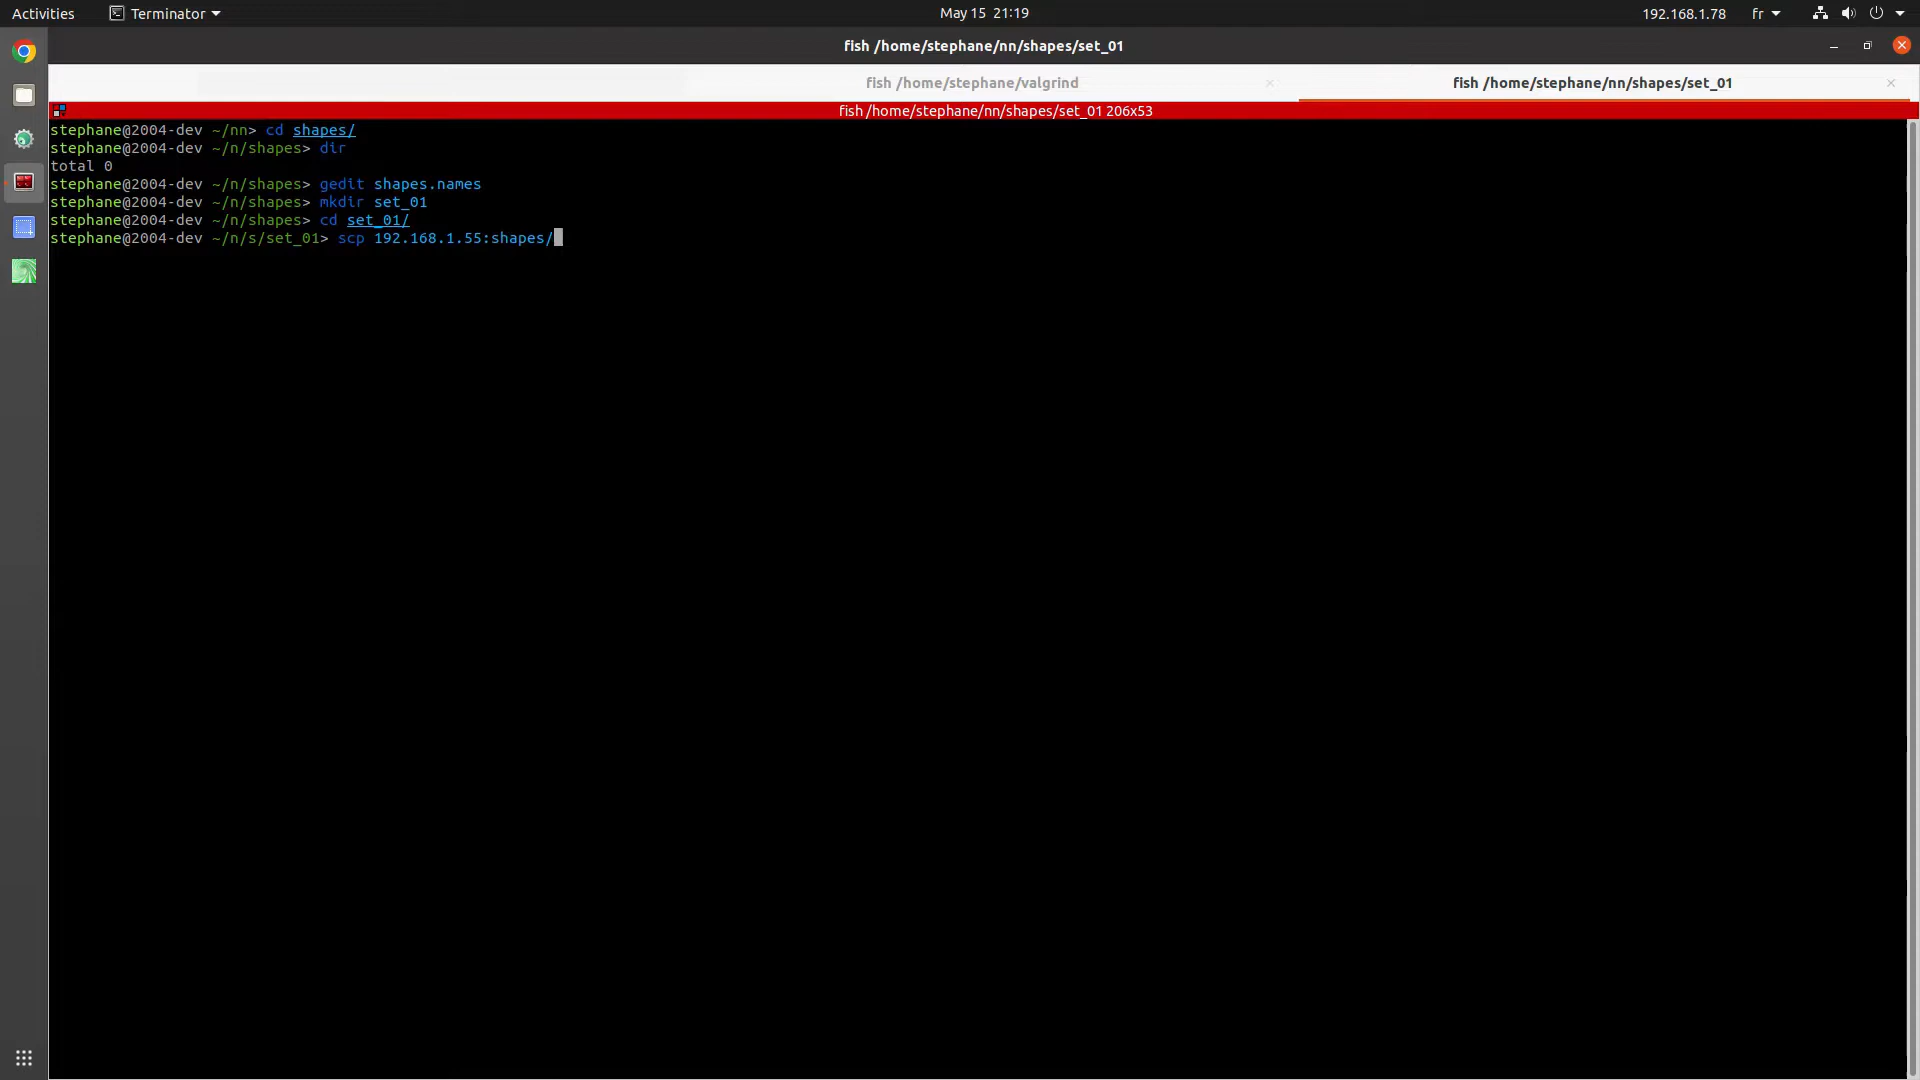 Activities Terminator May 15 21:19 192.168.1.78 fr
fish /home/stephane/nn/shapes/set_01
fish /home/stephane/valgrind × fish /home/stephane/nn/shapes/set_01 ×
fish /home/stephane/nn/shapes/set_01 206x53
stephane@2004-dev ~/nn> cd shapes/
stephane@2004-dev ~/n/shapes> dir
total 0
stephane@2004-dev ~/n/shapes> gedit shapes.names
stephane@2004-dev ~/n/shapes> mkdir set_01
stephane@2004-dev ~/n/shapes> cd set_01/
stephane@2004-dev ~/n/s/set_01> scp 192.168.1.55:shapes/